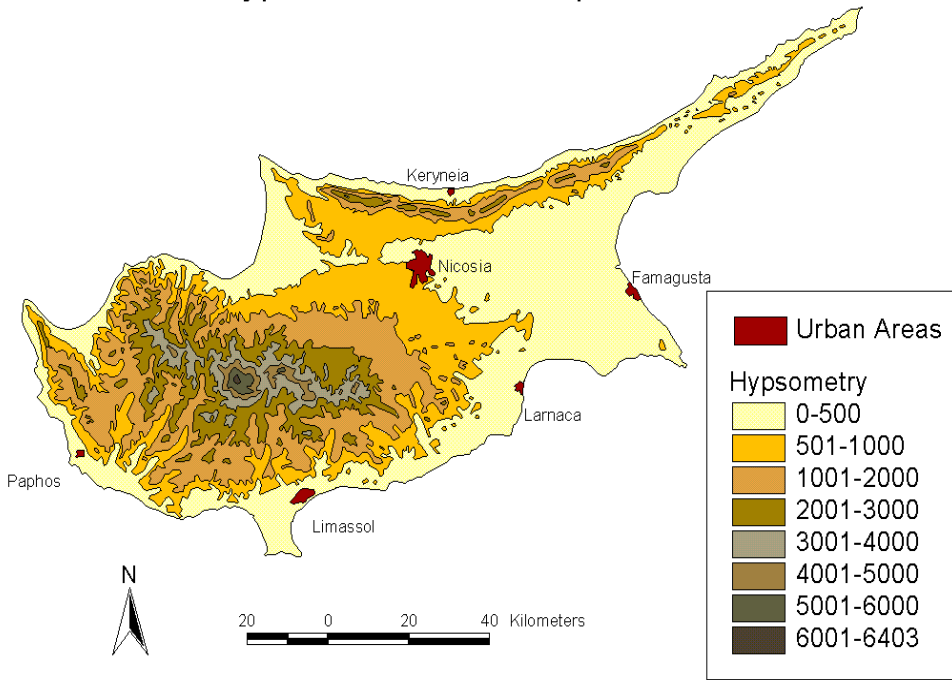 Keryneia
Nicosia
Famagusta
Larnaca
Paphos
Limassol
Urban Areas
Hypsometry
0-500
501-1000
1001-2000
2001-3000
3001-4000
4001-5000
5001-6000
6001-6403
N
20 0 20 40 Kilometers